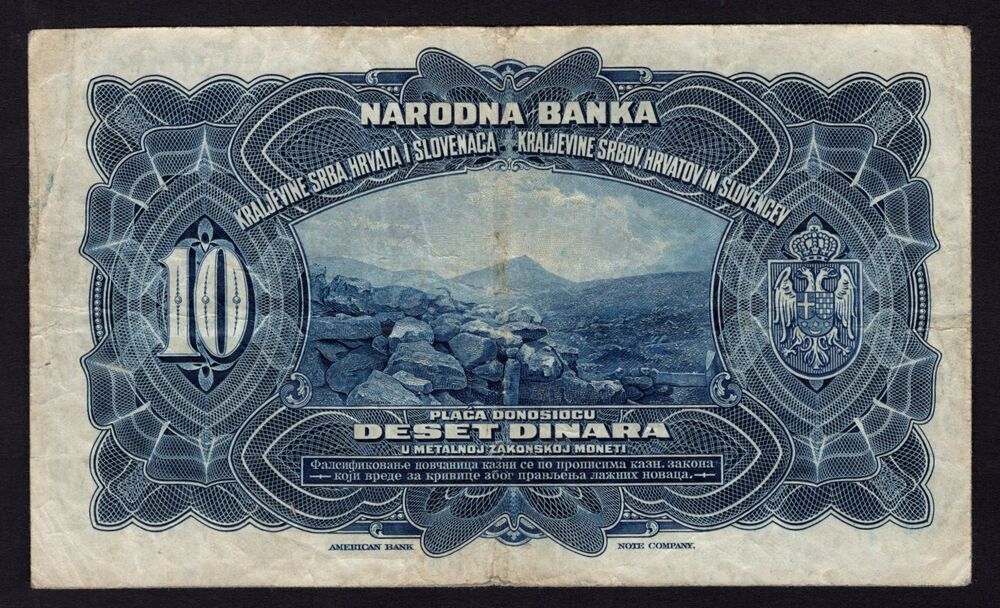 NARODNA BANKA
KRALJEVINE SRBA, HRVATA I SLOVENACA
KRALJEVINE SRBOV, HRVATOV IN SLOVENCEV
10
PLAĆA DONOSIOCU
DESET DINARA
U METALNOJ ZAKONSKOJ MONETI
Фалсификовање новчаница казни се по прописима казн. закона
који вреде за кривице због прављења лажних новаца.
AMERICAN BANK NOTE COMPANY.